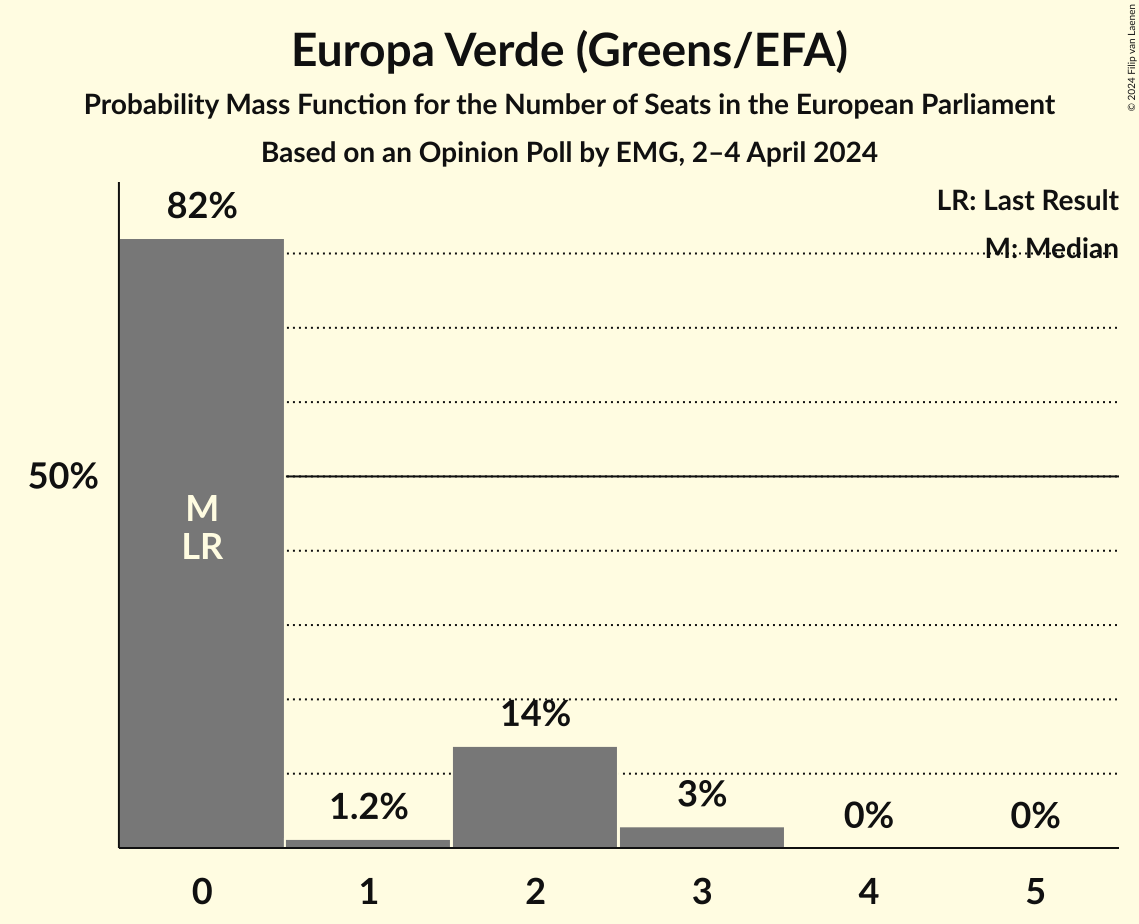 Europa Verde (Greens/EFA)
Probability Mass Function for the Number of Seats in the European Parliament
Based on an Opinion Poll by EMG, 2–4 April 2024
© 2024 Filip van Laenen
LR: Last Result
M: Median
82%
50%
M
LR
14%
1.2%
3%
0%
0%
0
1
2
3
4
5